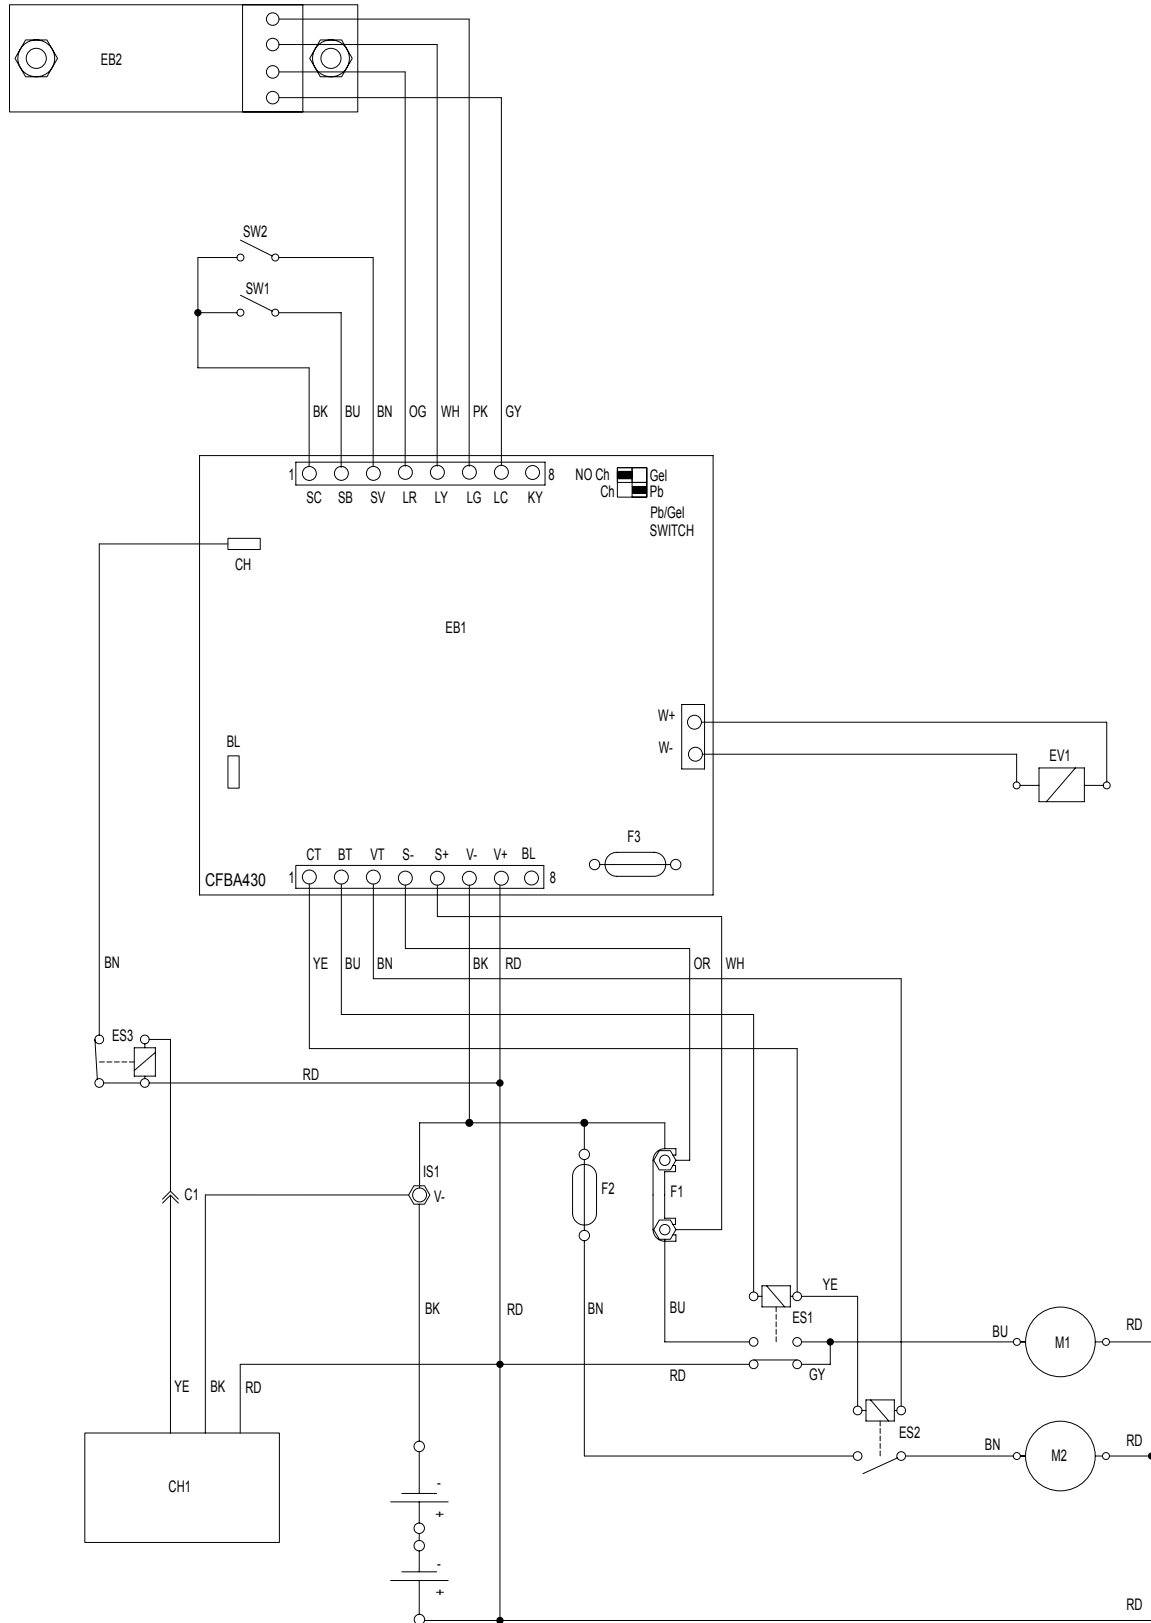 EB2
SW2
SW1
BK BU BN OG WH PK GY
1 8
SC SB SV LR LY LG LC KY
NO Ch Gel
Ch Pb
Pb/Gel
SWITCH
CH
EB1
W+
W-
BL
EV1
F3
CT BT VT S- S+ V- V+ BL
1 8
CFBA430
BN YE BU BN BK RD OR WH
ES3
RD
IS1
C1 V- F2 F1
YE
BK RD BN BU ES1
BU M1 RD
RD GY
YE BK RD
ES2
BN M2 RD
CH1
-
+
-
+
RD